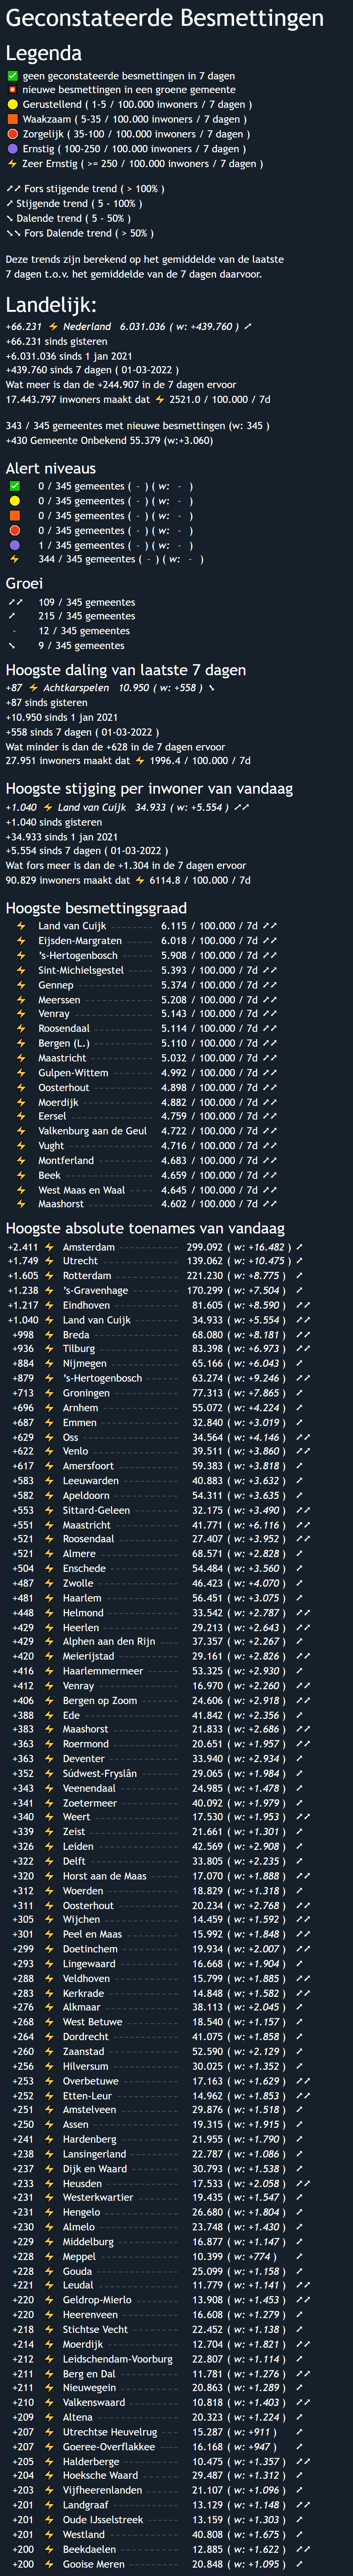 Geconstateerde Besmettingen
Legenda
✅ geen geconstateerde besmettingen in 7 dagen
💥 nieuwe besmettingen in een groene gemeente
🟡 Gerustellend ( 1-5 / 100.000 inwoners / 7 dagen )
🟧 Waakzaam ( 5-35 / 100.000 inwoners / 7 dagen )
🔴 Zorgelijk ( 35-100 / 100.000 inwoners / 7 dagen )
🟣 Ernstig ( 100-250 / 100.000 inwoners / 7 dagen )
⚡ Zeer Ernstig ( >= 250 / 100.000 inwoners / 7 dagen )
↗↗ Fors stijgende trend ( > 100% )
↗ Stijgende trend ( 5 - 100% )
↘ Dalende trend ( 5 - 50% )
↘↘ Fors Dalende trend ( > 50% )
Deze trends zijn berekend op het gemiddelde van de laatste
7 dagen t.o.v. het gemiddelde van de 7 dagen daarvoor.
Landelijk:
+66.231 ⚡ Nederland 6.031.036 ( w: +439.760 ) ↗
+66.231 sinds gisteren
+6.031.036 sinds 1 jan 2021
+439.760 sinds 7 dagen ( 01-03-2022 )
Wat meer is dan de +244.907 in de 7 dagen ervoor
17.443.797 inwoners maakt dat ⚡ 2521.0 / 100.000 / 7d
343 / 345 gemeentes met nieuwe besmettingen (w: 345 )
+430 Gemeente Onbekend 55.379 (w:+3.060)
Alert niveaus
✅ 0 / 345 gemeentes ( - ) ( w: - )
🟡 0 / 345 gemeentes ( - ) ( w: - )
🟧 0 / 345 gemeentes ( - ) ( w: - )
🔴 0 / 345 gemeentes ( - ) ( w: - )
🟣 1 / 345 gemeentes ( - ) ( w: - )
⚡ 344 / 345 gemeentes ( - ) ( w: - )
Groei
↗↗ 109 / 345 gemeentes
↗ 215 / 345 gemeentes
- 12 / 345 gemeentes
↘ 9 / 345 gemeentes
Hoogste daling van laatste 7 dagen
+87 ⚡ Achtkarspelen 10.950 ( w: +558 ) ↘
+87 sinds gisteren
+10.950 sinds 1 jan 2021
+558 sinds 7 dagen ( 01-03-2022 )
Wat minder is dan de +628 in de 7 dagen ervoor
27.951 inwoners maakt dat ⚡ 1996.4 / 100.000 / 7d
Hoogste stijging per inwoner van vandaag
+1.040 ⚡ Land van Cuijk 34.933 ( w: +5.554 ) ↗↗
+1.040 sinds gisteren
+34.933 sinds 1 jan 2021
+5.554 sinds 7 dagen ( 01-03-2022 )
Wat fors meer is dan de +1.304 in de 7 dagen ervoor
90.829 inwoners maakt dat ⚡ 6114.8 / 100.000 / 7d
Hoogste besmettingsgraad
⚡ Land van Cuijk 6.115 / 100.000 / 7d ↗↗
⚡ Eijsden-Margraten 6.018 / 100.000 / 7d ↗↗
⚡ 's-Hertogenbosch 5.908 / 100.000 / 7d ↗↗
⚡ Sint-Michielsgestel 5.393 / 100.000 / 7d ↗↗
⚡ Gennep 5.374 / 100.000 / 7d ↗↗
⚡ Meerssen 5.208 / 100.000 / 7d ↗↗
⚡ Venray 5.143 / 100.000 / 7d ↗↗
⚡ Roosendaal 5.114 / 100.000 / 7d ↗↗
⚡ Bergen (L.) 5.110 / 100.000 / 7d ↗↗
⚡ Maastricht 5.032 / 100.000 / 7d ↗↗
⚡ Gulpen-Wittem 4.992 / 100.000 / 7d ↗↗
⚡ Oosterhout 4.898 / 100.000 / 7d ↗↗
⚡ Moerdijk 4.882 / 100.000 / 7d ↗↗
⚡ Eersel 4.759 / 100.000 / 7d ↗↗
⚡ Valkenburg aan de Geul 4.722 / 100.000 / 7d ↗↗
⚡ Vught 4.716 / 100.000 / 7d ↗↗
⚡ Montferland 4.683 / 100.000 / 7d ↗↗
⚡ Beek 4.659 / 100.000 / 7d ↗↗
⚡ West Maas en Waal 4.645 / 100.000 / 7d ↗↗
⚡ Maashorst 4.602 / 100.000 / 7d ↗↗
Hoogste absolute toenames van vandaag
+2.411 ⚡ Amsterdam 299.092 ( w: +16.482 ) ↗
+1.749 ⚡ Utrecht 139.062 ( w: +10.475 ) ↗
+1.605 ⚡ Rotterdam 221.230 ( w: +8.775 ) ↗
+1.238 ⚡ 's-Gravenhage 170.299 ( w: +7.504 ) ↗
+1.217 ⚡ Eindhoven 81.605 ( w: +8.590 ) ↗↗
+1.040 ⚡ Land van Cuijk 34.933 ( w: +5.554 ) ↗↗
+998 ⚡ Breda 68.080 ( w: +8.181 ) ↗↗
+936 ⚡ Tilburg 83.398 ( w: +6.973 ) ↗↗
+884 ⚡ Nijmegen 65.166 ( w: +6.043 ) ↗
+879 ⚡ 's-Hertogenbosch 63.274 ( w: +9.246 ) ↗↗
+713 ⚡ Groningen 77.313 ( w: +7.865 ) ↗
+696 ⚡ Arnhem 55.072 ( w: +4.224 ) ↗
+687 ⚡ Emmen 32.840 ( w: +3.019 ) ↗
+629 ⚡ Oss 34.564 ( w: +4.146 ) ↗↗
+622 ⚡ Venlo 39.511 ( w: +3.860 ) ↗↗
+617 ⚡ Amersfoort 59.383 ( w: +3.818 ) ↗
+583 ⚡ Leeuwarden 40.883 ( w: +3.632 ) ↗
+582 ⚡ Apeldoorn 54.311 ( w: +3.635 ) ↗
+553 ⚡ Sittard-Geleen 32.175 ( w: +3.490 ) ↗↗
+551 ⚡ Maastricht 41.771 ( w: +6.116 ) ↗↗
+521 ⚡ Roosendaal 27.407 ( w: +3.952 ) ↗↗
+521 ⚡ Almere 68.571 ( w: +2.828 ) ↗
+504 ⚡ Enschede 54.484 ( w: +3.560 ) ↗
+487 ⚡ Zwolle 46.423 ( w: +4.070 ) ↗
+481 ⚡ Haarlem 56.451 ( w: +3.075 ) ↗
+448 ⚡ Helmond 33.542 ( w: +2.787 ) ↗↗
+429 ⚡ Heerlen 29.213 ( w: +2.643 ) ↗↗
+429 ⚡ Alphen aan den Rijn 37.357 ( w: +2.267 ) ↗
+420 ⚡ Meierijstad 29.161 ( w: +2.826 ) ↗↗
+416 ⚡ Haarlemmermeer 53.325 ( w: +2.930 ) ↗
+412 ⚡ Venray 16.970 ( w: +2.260 ) ↗↗
+406 ⚡ Bergen op Zoom 24.606 ( w: +2.918 ) ↗↗
+388 ⚡ Ede 41.842 ( w: +2.356 ) ↗
+383 ⚡ Maashorst 21.833 ( w: +2.686 ) ↗↗
+363 ⚡ Roermond 20.651 ( w: +1.957 ) ↗↗
+363 ⚡ Deventer 33.940 ( w: +2.934 ) ↗
+352 ⚡ Súdwest-Fryslân 29.065 ( w: +1.984 ) ↗
+343 ⚡ Veenendaal 24.985 ( w: +1.478 ) ↗
+341 ⚡ Zoetermeer 40.092 ( w: +1.979 ) ↗
+340 ⚡ Weert 17.530 ( w: +1.953 ) ↗↗
+339 ⚡ Zeist 21.661 ( w: +1.301 ) ↗
+326 ⚡ Leiden 42.569 ( w: +2.908 ) ↗
+322 ⚡ Delft 33.805 ( w: +2.235 ) ↗
+320 ⚡ Horst aan de Maas 17.070 ( w: +1.888 ) ↗↗
+312 ⚡ Woerden 18.829 ( w: +1.318 ) ↗
+311 ⚡ Oosterhout 20.234 ( w: +2.768 ) ↗↗
+305 ⚡ Wijchen 14.459 ( w: +1.592 ) ↗↗
+301 ⚡ Peel en Maas 15.992 ( w: +1.848 ) ↗↗
+299 ⚡ Doetinchem 19.934 ( w: +2.007 ) ↗↗
+293 ⚡ Lingewaard 16.668 ( w: +1.904 ) ↗
+288 ⚡ Veldhoven 15.799 ( w: +1.885 ) ↗↗
+283 ⚡ Kerkrade 14.848 ( w: +1.582 ) ↗↗
+276 ⚡ Alkmaar 38.113 ( w: +2.045 ) ↗
+268 ⚡ West Betuwe 18.540 ( w: +1.157 ) ↗
+264 ⚡ Dordrecht 41.075 ( w: +1.858 ) ↗
+260 ⚡ Zaanstad 52.590 ( w: +2.129 ) ↗
+256 ⚡ Hilversum 30.025 ( w: +1.352 ) ↗
+253 ⚡ Overbetuwe 17.163 ( w: +1.629 ) ↗↗
+252 ⚡ Etten-Leur 14.962 ( w: +1.853 ) ↗↗
+251 ⚡ Amstelveen 29.876 ( w: +1.518 ) ↗
+250 ⚡ Assen 19.315 ( w: +1.915 ) ↗
+241 ⚡ Hardenberg 21.955 ( w: +1.790 ) ↗
+238 ⚡ Lansingerland 22.787 ( w: +1.086 ) ↗
+237 ⚡ Dijk en Waard 30.793 ( w: +1.538 ) ↗
+233 ⚡ Heusden 17.533 ( w: +2.058 ) ↗↗
+231 ⚡ Westerkwartier 19.435 ( w: +1.547 ) ↗
+231 ⚡ Hengelo 26.680 ( w: +1.804 ) ↗
+230 ⚡ Almelo 23.748 ( w: +1.430 ) ↗
+229 ⚡ Middelburg 16.877 ( w: +1.147 ) ↗
+228 ⚡ Meppel 10.399 ( w: +774 ) ↗
+228 ⚡ Gouda 25.099 ( w: +1.158 ) ↗
+221 ⚡ Leudal 11.779 ( w: +1.141 ) ↗↗
+220 ⚡ Geldrop-Mierlo 13.908 ( w: +1.453 ) ↗↗
+220 ⚡ Heerenveen 16.608 ( w: +1.279 ) ↗
+218 ⚡ Stichtse Vecht 22.452 ( w: +1.138 ) ↗
+214 ⚡ Moerdijk 12.704 ( w: +1.821 ) ↗↗
+212 ⚡ Leidschendam-Voorburg 22.807 ( w: +1.114 ) ↗
+211 ⚡ Berg en Dal 11.781 ( w: +1.276 ) ↗↗
+211 ⚡ Nieuwegein 20.863 ( w: +1.289 ) ↗
+210 ⚡ Valkenswaard 10.818 ( w: +1.403 ) ↗↗
+209 ⚡ Altena 20.323 ( w: +1.224 ) ↗
+207 ⚡ Utrechtse Heuvelrug 15.287 ( w: +911 ) ↗
+207 ⚡ Goeree-Overflakkee 16.168 ( w: +947 ) ↗
+205 ⚡ Halderberge 10.475 ( w: +1.357 ) ↗↗
+204 ⚡ Hoeksche Waard 29.487 ( w: +1.312 ) ↗
+203 ⚡ Vijfheerenlanden 21.107 ( w: +1.096 ) ↗
+201 ⚡ Landgraaf 13.129 ( w: +1.148 ) ↗↗
+201 ⚡ Oude IJsselstreek 13.159 ( w: +1.303 ) ↗
+201 ⚡ Westland 40.808 ( w: +1.675 ) ↗
+200 ⚡ Beekdaelen 12.885 ( w: +1.622 ) ↗↗
+200 ⚡ Gooise Meren 20.848 ( w: +1.095 ) ↗